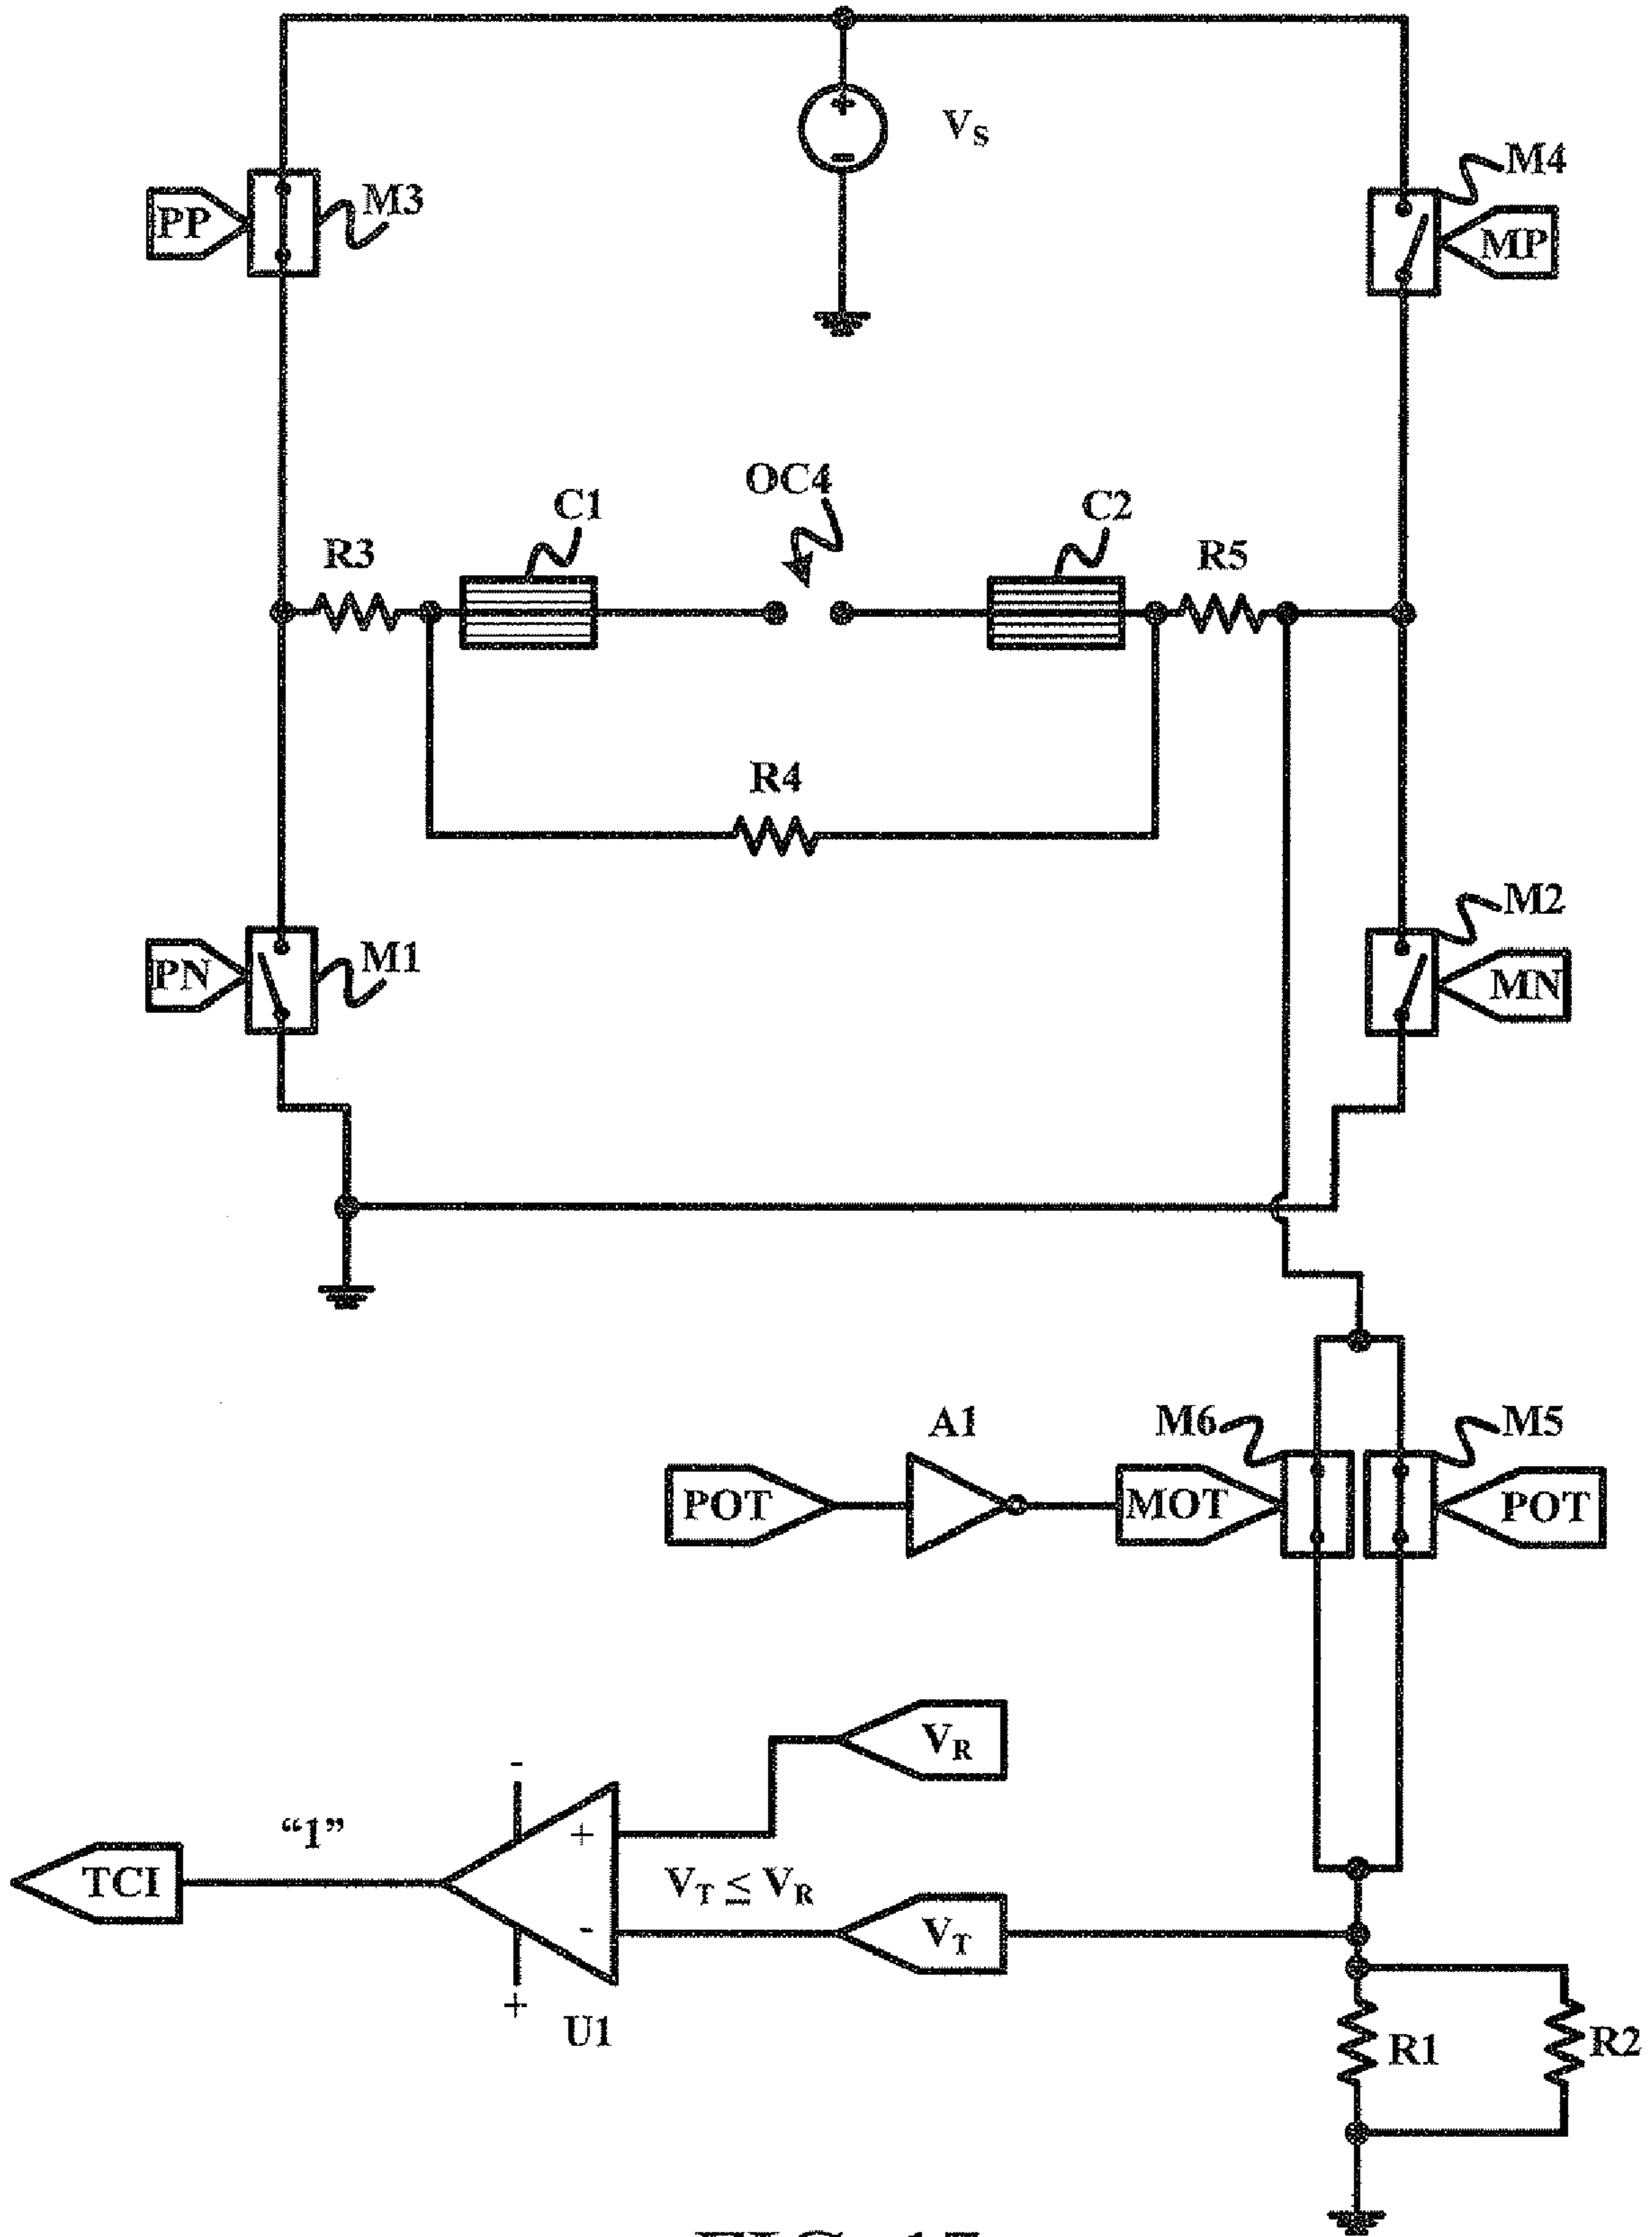 +
-
VS
M3
PP
M4
MP
OC4
C1
C2
R3
R5
R4
M2
M1
PN
MN
A1
M6
M5
POT
MOT
POT
VR
-
"1"
+
TCI
VT ≤ VR
-
VT
+
U1
R1
R2